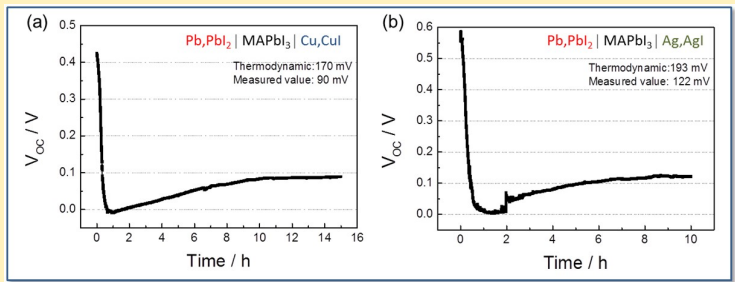 (a)
Pb,PbI₂ | MAPbI₃ | Cu,CuI
Thermodynamic:170 mV
Measured value: 90 mV
V_OC / V
0.5
0.4
0.3
0.2
0.1
0.0
0 2 4 6 8 10 12 14 16
Time / h
(b)
Pb,PbI₂ | MAPbI₃ | Ag,AgI
Thermodynamic:193 mV
Measured value: 122 mV
V_OC / V
0.6
0.5
0.4
0.3
0.2
0.1
0.0
0 2 4 6 8 10
Time / h